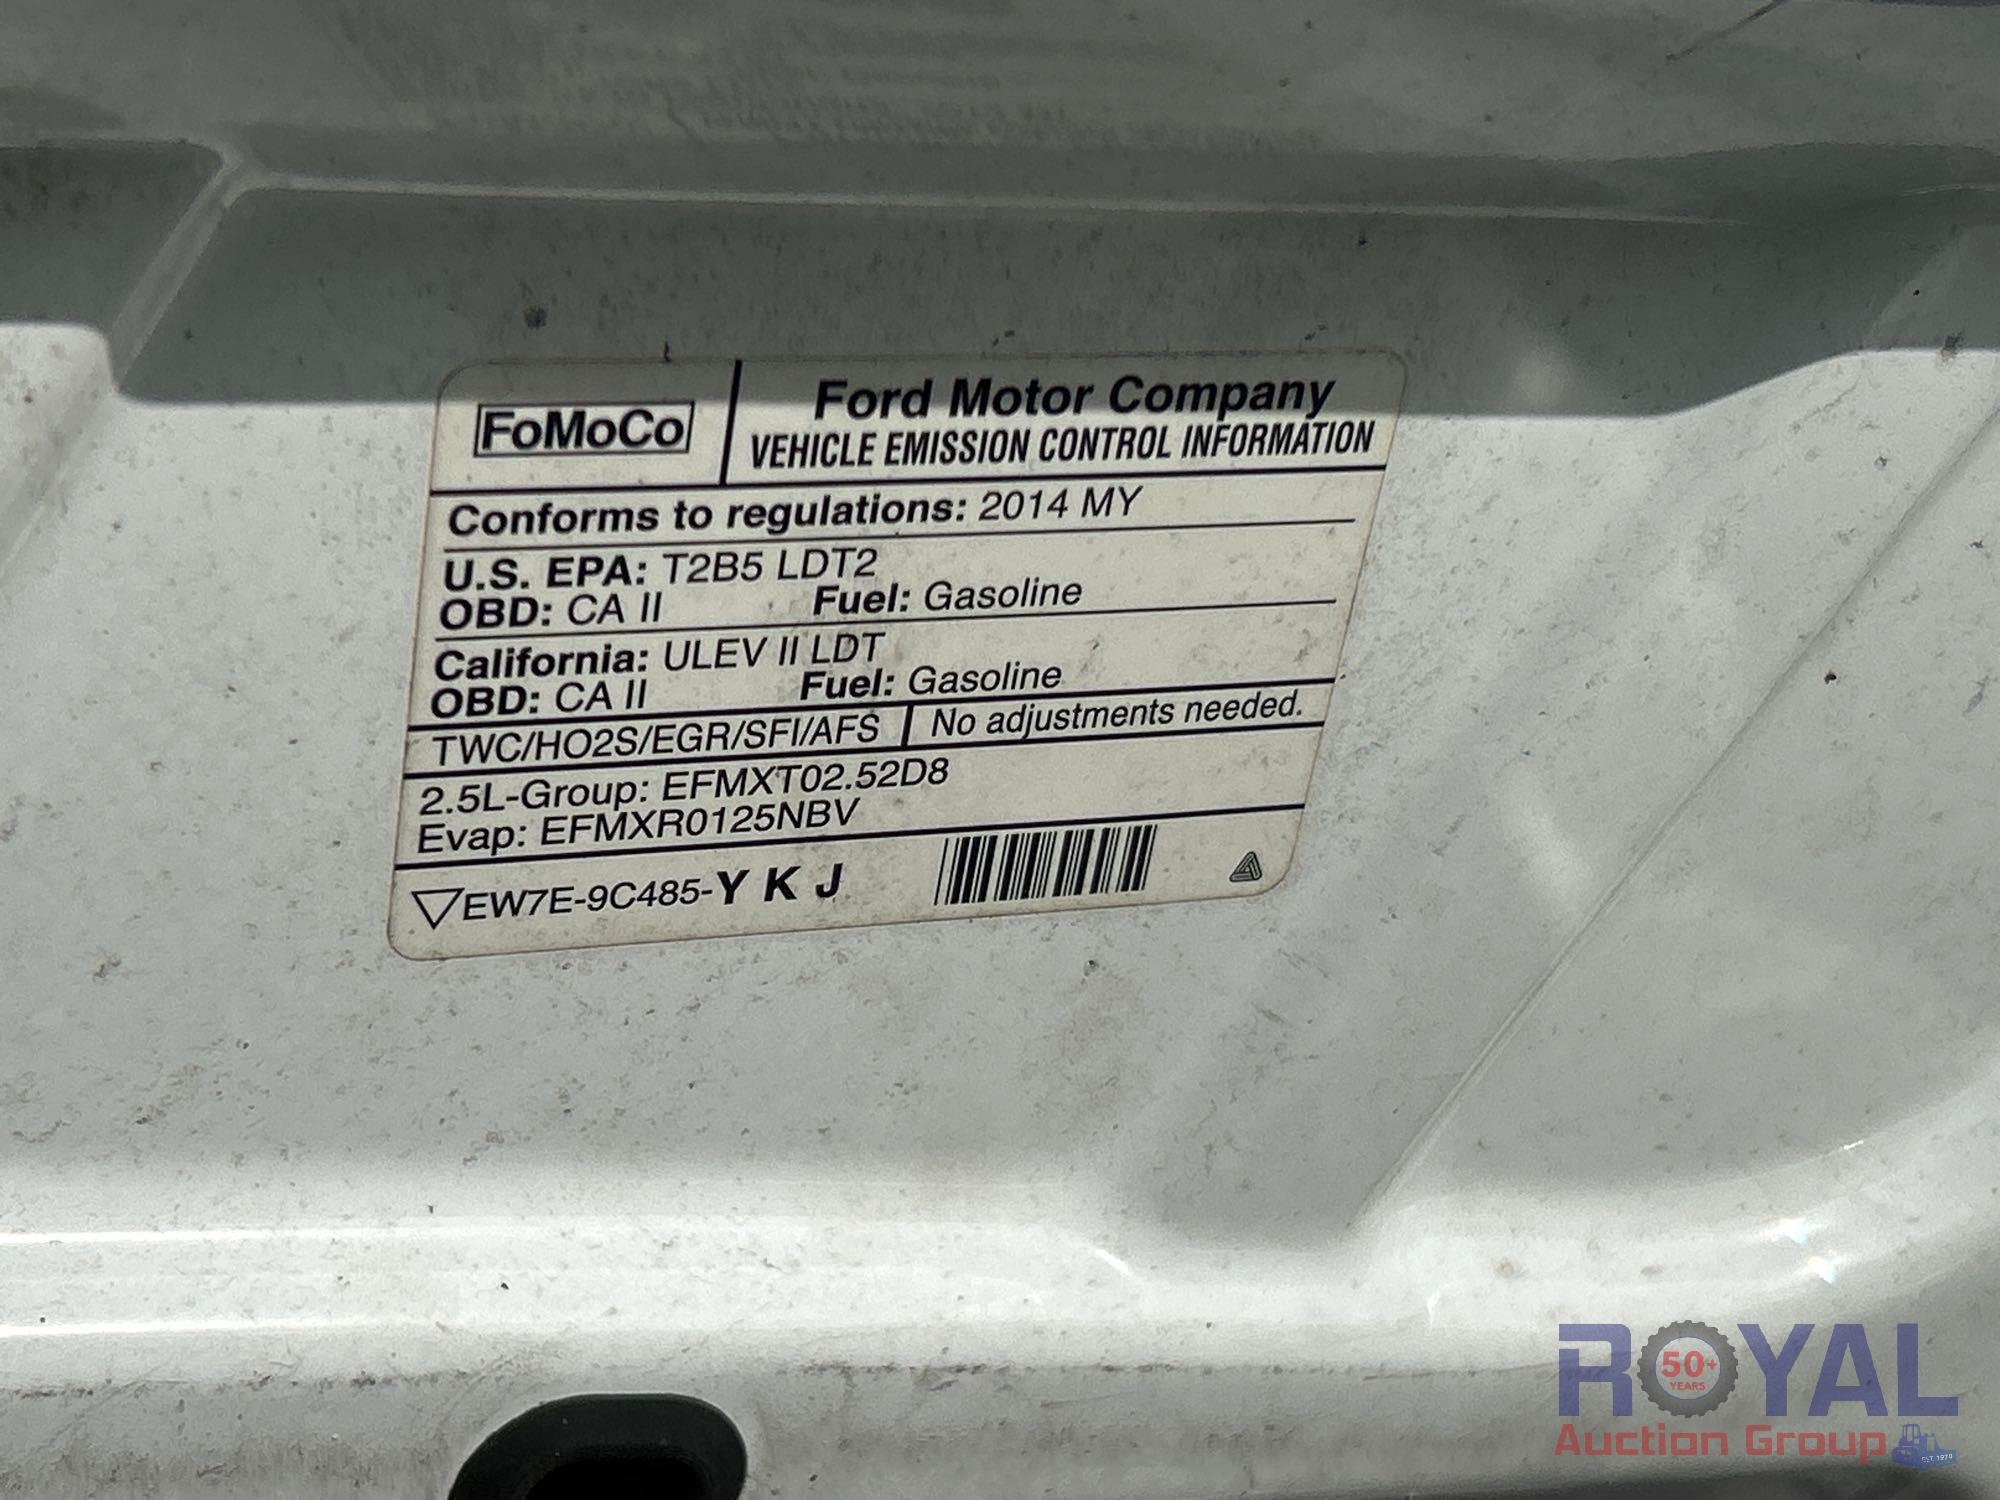 FoMoCo
Ford Motor Company
VEHICLE EMISSION CONTROL INFORMATION
Conforms to regulations: 2014 MY
U.S. EPA: T2B5 LDT2
OBD: CA II Fuel: Gasoline
California: ULEV II LDT
OBD: CA II Fuel: Gasoline
TWC/HO2S/EGR/SFI/AFS No adjustments needed.
2.5L-Group: EFMXT02.52D8
Evap: EFMXR0125NBV
EW7E-9C485-Y K J
ROYAL
50+
YEARS
Auction Group
EST. 1970